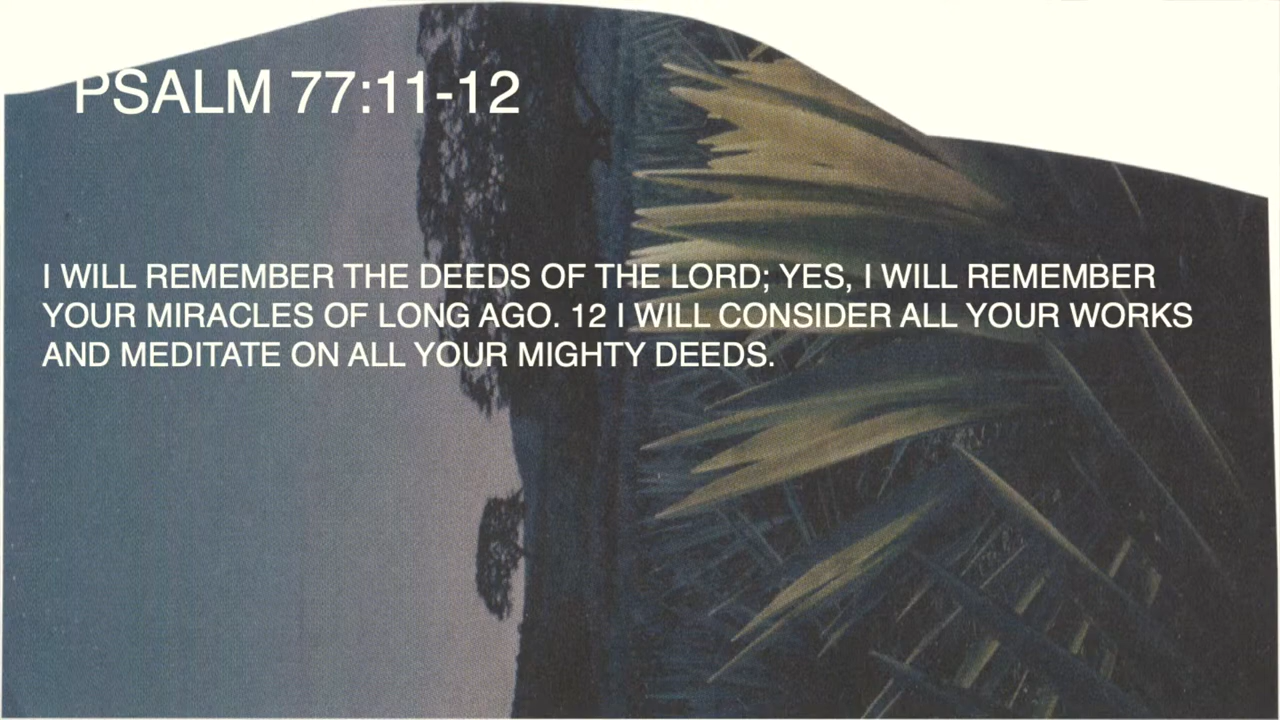 PSALM 77:11-12
I WILL REMEMBER THE DEEDS OF THE LORD; YES, I WILL REMEMBER
YOUR MIRACLES OF LONG AGO. 12 I WILL CONSIDER ALL YOUR WORKS
AND MEDITATE ON ALL YOUR MIGHTY DEEDS.